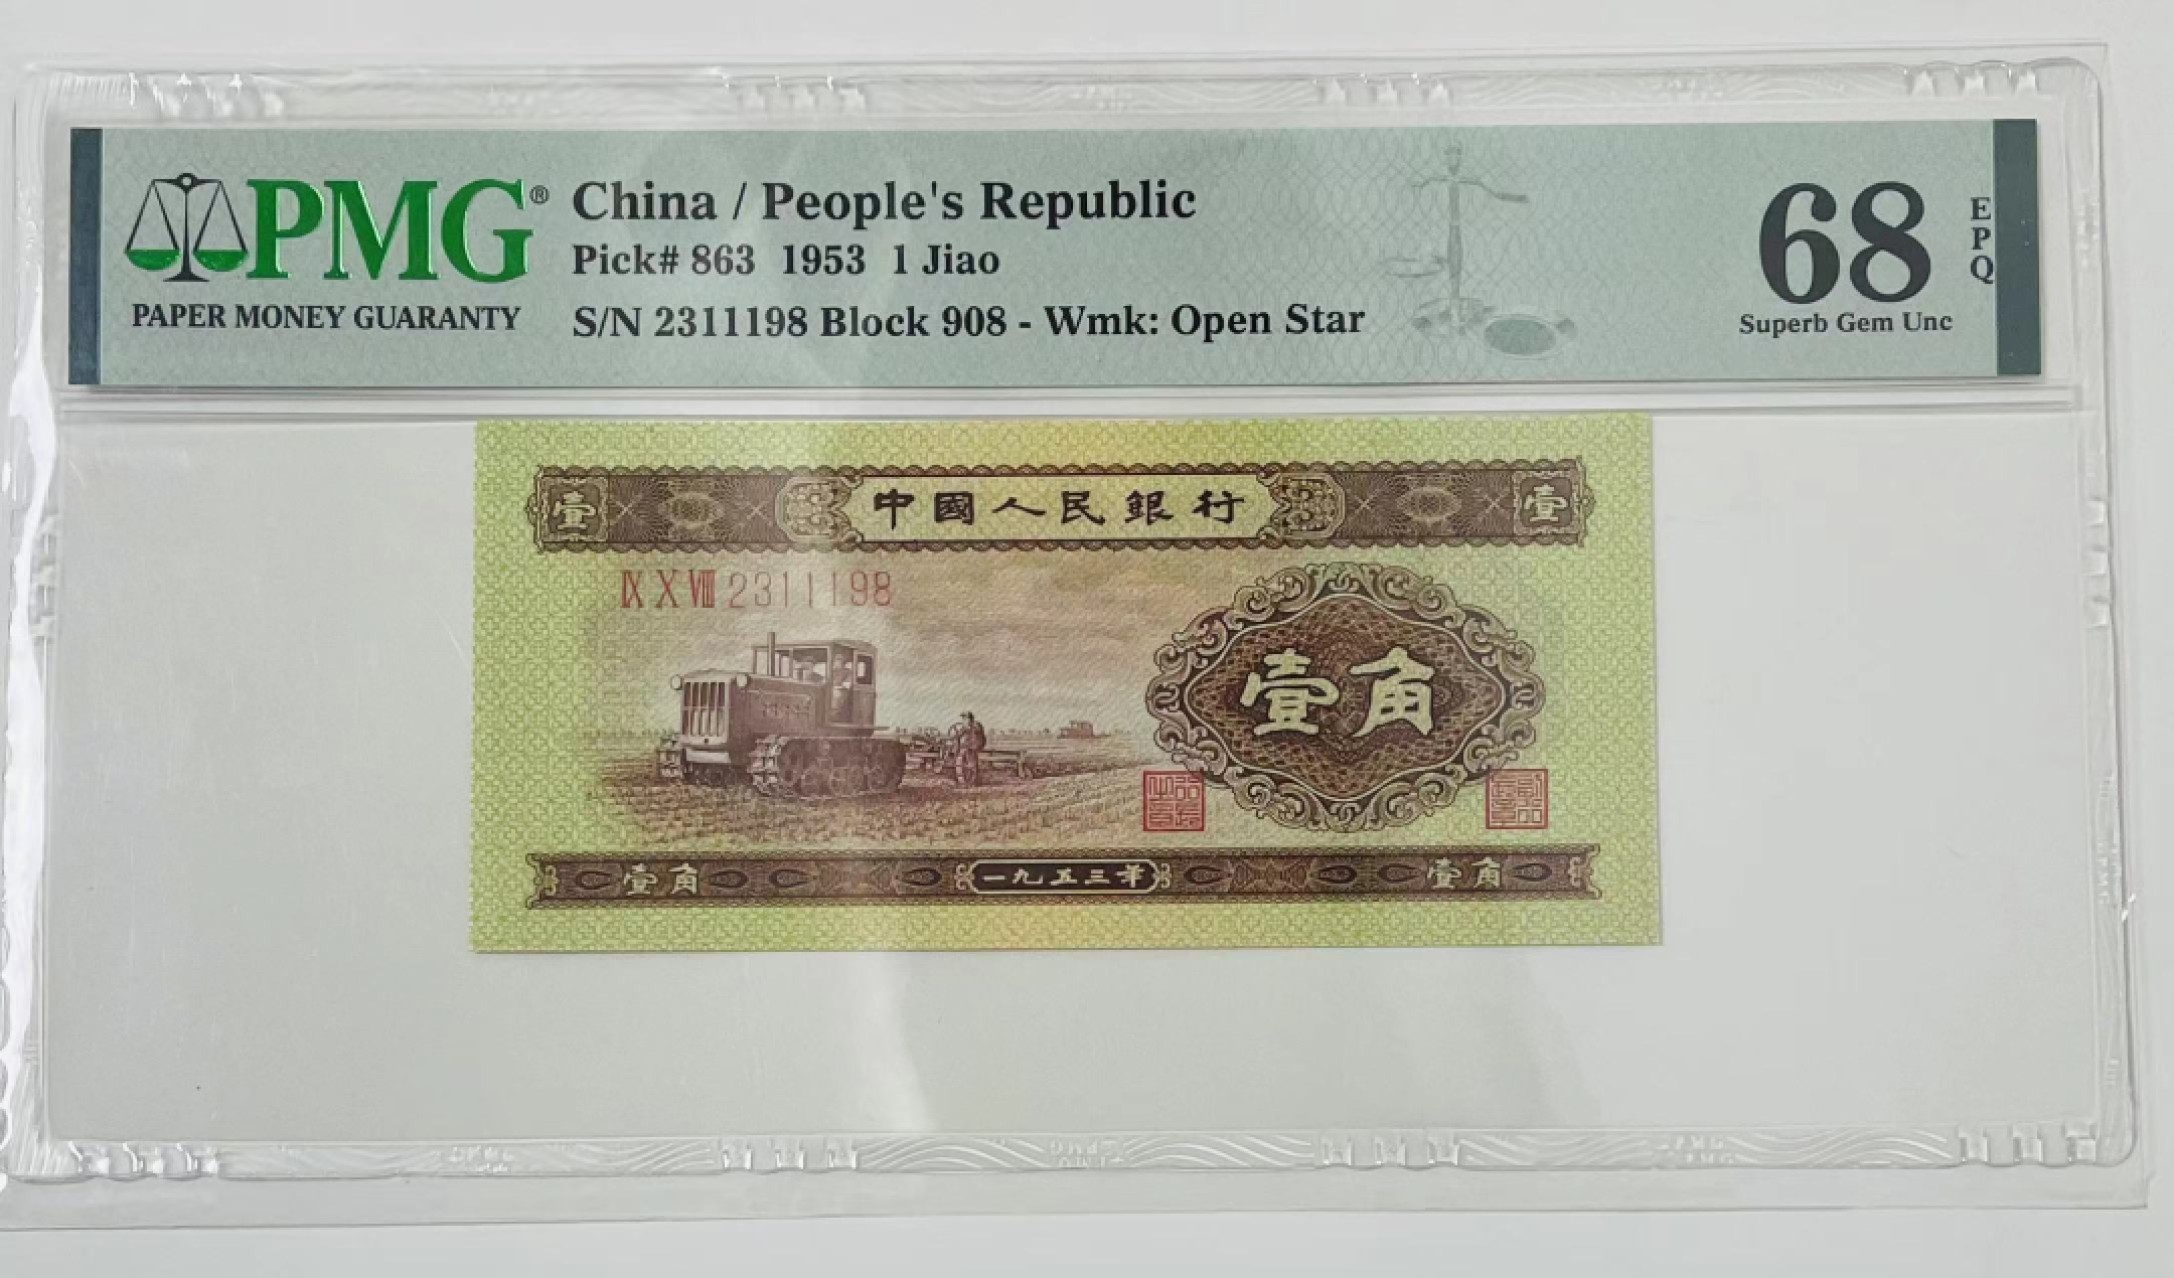 PMG®
PAPER MONEY GUARANTY
China / People's Republic
Pick# 863 1953 1 Jiao
S/N 2311198 Block 908 - Wmk: Open Star
68
EPQ
Superb Gem Unc
壹 中國人民銀行 壹
ⅨⅩⅧ2311198
壹角
壹角 一九五三年 壹角